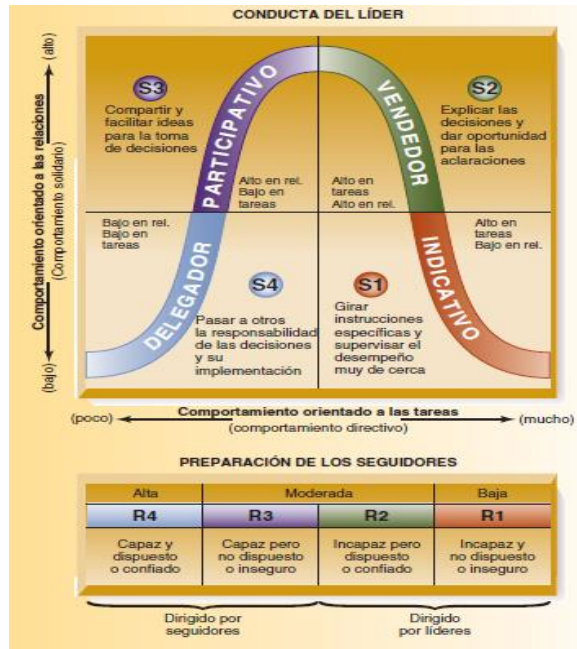 CONDUCTA DEL LÍDER
(alto)
Comportamiento orientado a las relaciones
(Comportamiento solidario)
(bajo)
S3
Compartir y
facilitar ideas
para la toma
de decisiones
PARTICIPATIVO
Alto en rel.
Bajo en
tareas
VENDEDOR
Alto en
tareas
Alto en rel.
S2
Explicar las
decisiones y
dar oportunidad
para las
aclaraciones
Bajo en rel.
Bajo en
tareas
DELEGADOR
S4
Pasar a otros
la responsabilidad
de las decisiones
y su
implementación
S1
Girar
instrucciones
específicas y
supervisar el
desempeño
muy de cerca
INDICATIVO
Alto en
tareas
Bajo en rel.
(poco)
Comportamiento orientado a las tareas
(comportamiento directivo)
(mucho)
PREPARACIÓN DE LOS SEGUIDORES
Alta
Moderada
Baja
R4
R3
R2
R1
Capaz y
dispuesto
o confiado
Capaz pero
no dispuesto
o inseguro
Incapaz pero
dispuesto
o confiado
Incapaz y
no dispuesto
o inseguro
Dirigido por
seguidores
Dirigido
por líderes